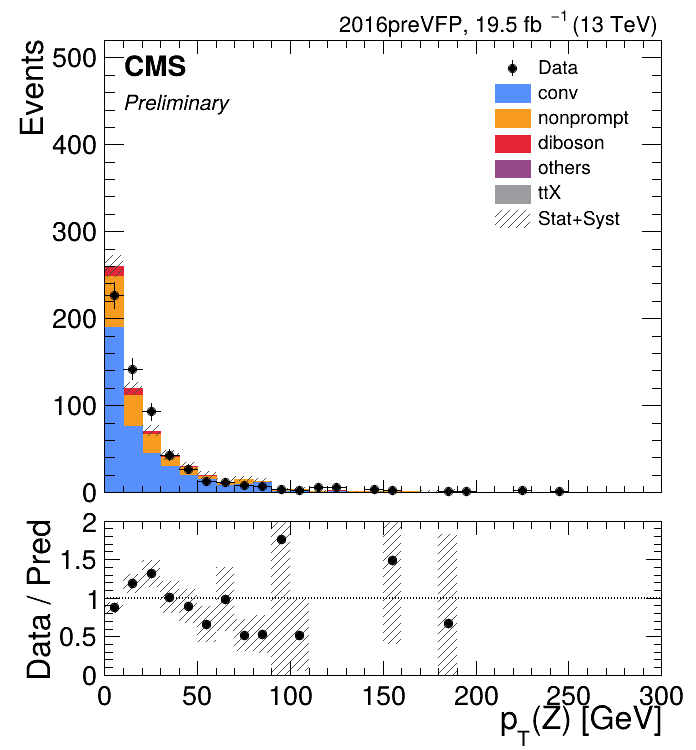 2016preVFP, 19.5 fb⁻¹ (13 TeV)
CMS
Preliminary
Events
500
400
300
200
100
0
Data
conv
nonprompt
diboson
others
ttX
Stat+Syst
Data / Pred
2
1.5
1
0.5
0
0 50 100 150 200 250 300
p_T(Z) [GeV]